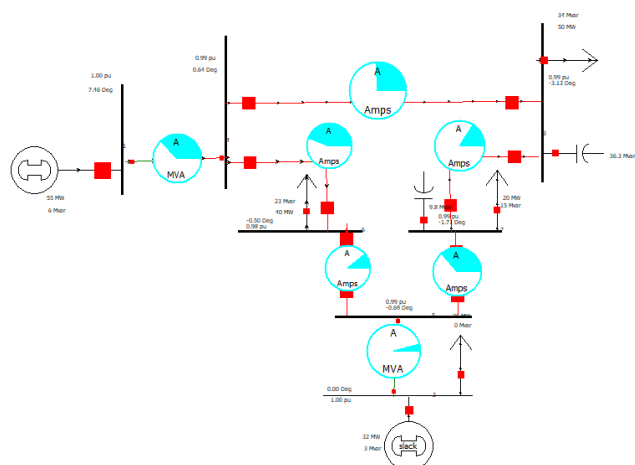 34 Mvar
50 MW
0.99 pu
0.64 Deg
1.00 pu
7.46 Deg
A
Amps
0.99 pu
-3.13 Deg
A
MVA
A
Amps
A
Amps
36.3 Mvar
55 MW
6 Mvar
23 Mvar
40 MW
9.8 Mvar
20 MW
15 Mvar
-0.50 Deg
0.98 pu
0.99 pu
-1.71 Deg
A
Amps
A
Amps
0.99 pu
-0.69 Deg
0 Mvar
A
MVA
0.00 Deg
1.00 pu
32 MW
3 Mvar
slack